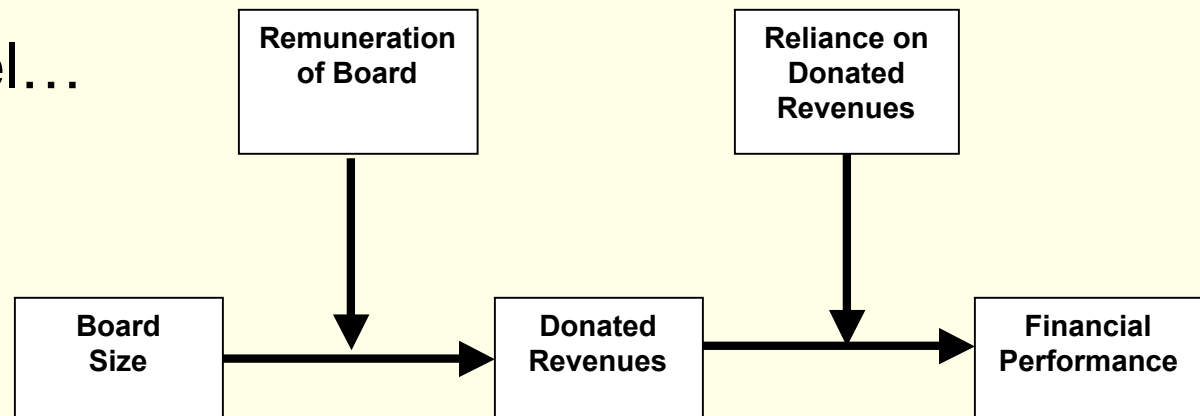 el…
Remuneration
of Board
Reliance on
Donated
Revenues
Board
Size
Donated
Revenues
Financial
Performance